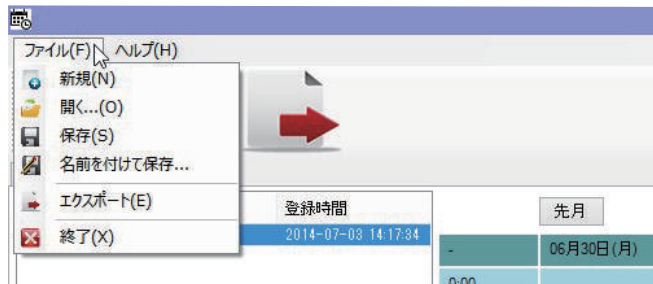 ファイル(F) ヘルプ(H)
新規(N)
開く...(O)
保存(S)
名前を付けて保存...
エクスポート(E)
終了(X)
登録時間
2014-07-03 14:17:34
先月
- 06月30日(月)
0:00